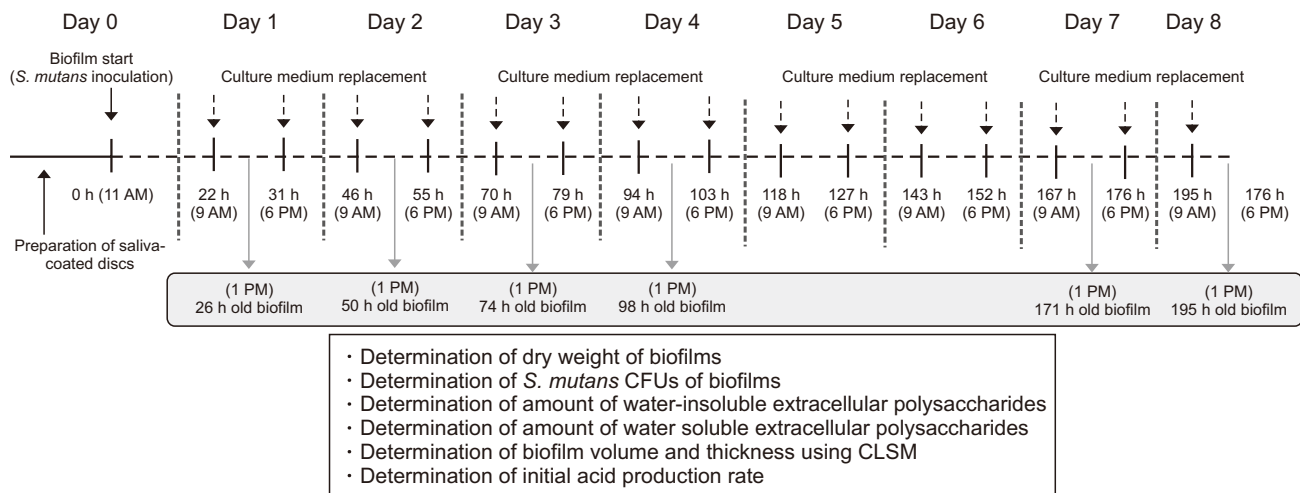 Day 0 Day 1 Day 2 Day 3 Day 4 Day 5 Day 6 Day 7 Day 8
Biofilm start
(S. mutans inoculation)
Culture medium replacement Culture medium replacement Culture medium replacement Culture medium replacement
0 h (11 AM)
22 h 31 h 46 h 55 h 70 h 79 h 94 h 103 h 118 h 127 h 143 h 152 h 167 h 176 h 195 h 176 h
(9 AM) (6 PM) (9 AM) (6 PM) (9 AM) (6 PM) (9 AM) (6 PM) (9 AM) (6 PM) (9 AM) (6 PM) (9 AM) (6 PM) (9 AM) (6 PM)
Preparation of saliva-
coated discs
(1 PM) (1 PM) (1 PM) (1 PM) (1 PM) (1 PM)
26 h old biofilm 50 h old biofilm 74 h old biofilm 98 h old biofilm 171 h old biofilm 195 h old biofilm
· Determination of dry weight of biofilms
· Determination of S. mutans CFUs of biofilms
· Determination of amount of water-insoluble extracellular polysaccharides
· Determination of amount of water soluble extracellular polysaccharides
· Determination of biofilm volume and thickness using CLSM
· Determination of initial acid production rate